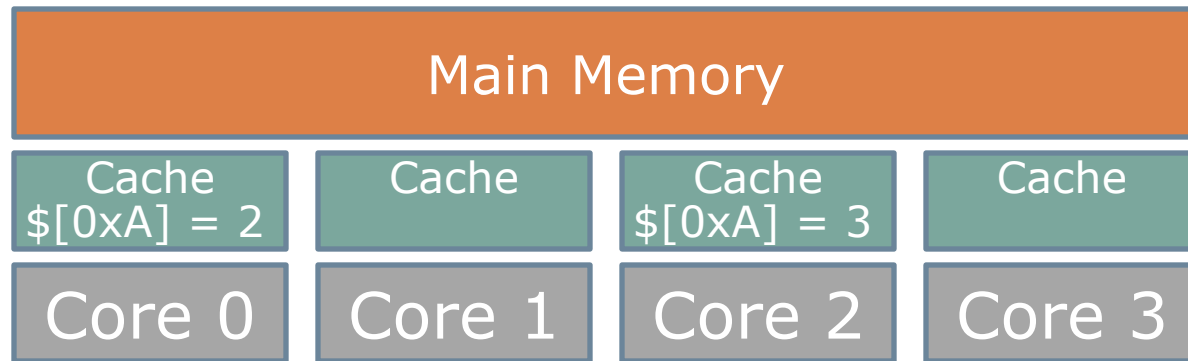 Main Memory
Cache
$[0xA] = 2
Cache
Cache
$[0xA] = 3
Cache
Core 0
Core 1
Core 2
Core 3